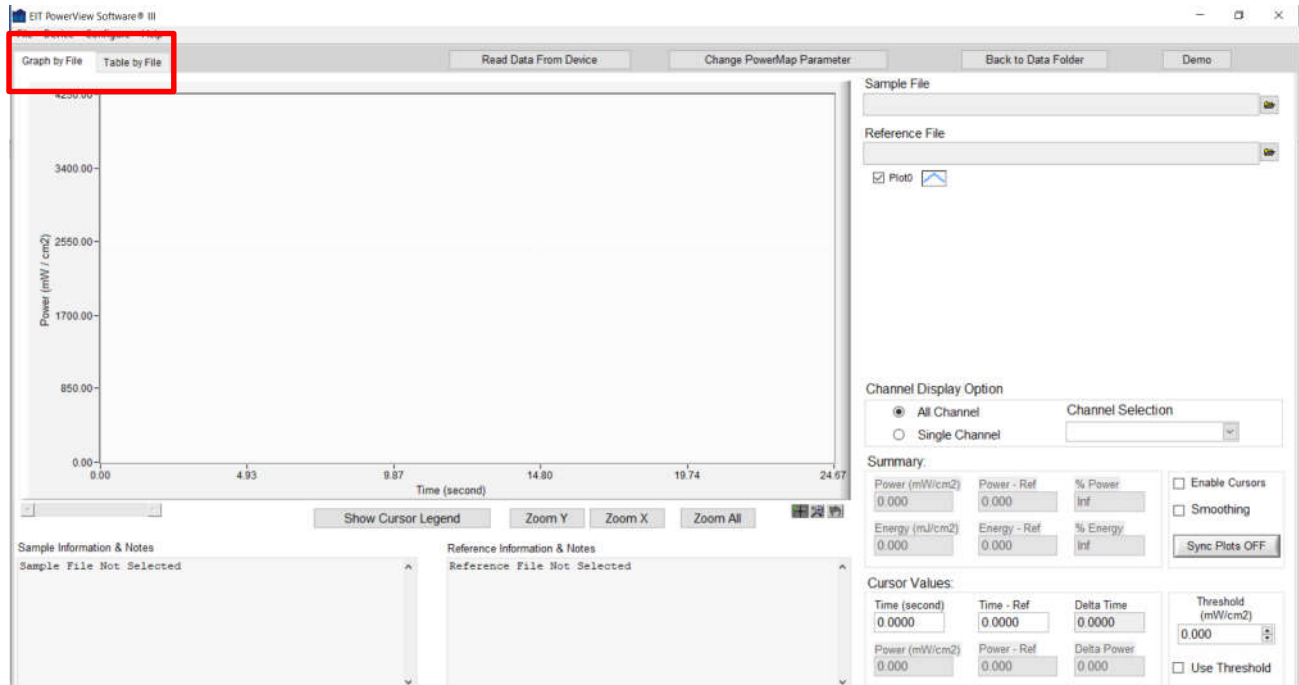 EIT PowerView Software® III
File Device Configure Help
Graph by File Table by File Read Data From Device Change PowerMap Parameter Back to Data Folder Demo
Sample File
Reference File
Plot0
4250.00
3400.00
2550.00
1700.00
850.00
0.00
Power (mW / cm2)
0.00 4.93 9.87 14.80 19.74 24.67
Time (second)
Show Cursor Legend Zoom Y Zoom X Zoom All
Channel Display Option
All Channel Channel Selection
Single Channel
Summary:
Power (mW/cm2) Power - Ref % Power
0.000 0.000 Inf
Energy (mJ/cm2) Energy - Ref % Energy
0.000 0.000 Inf
Enable Cursors
Smoothing
Sync Plots OFF
Sample Information & Notes
Sample File Not Selected
Reference Information & Notes
Reference File Not Selected
Cursor Values:
Time (second) Time - Ref Delta Time
0.0000 0.0000 0.0000
Power (mW/cm2) Power - Ref Delta Power
0.000 0.000 0.000
Threshold
(mW/cm2)
0.000
Use Threshold